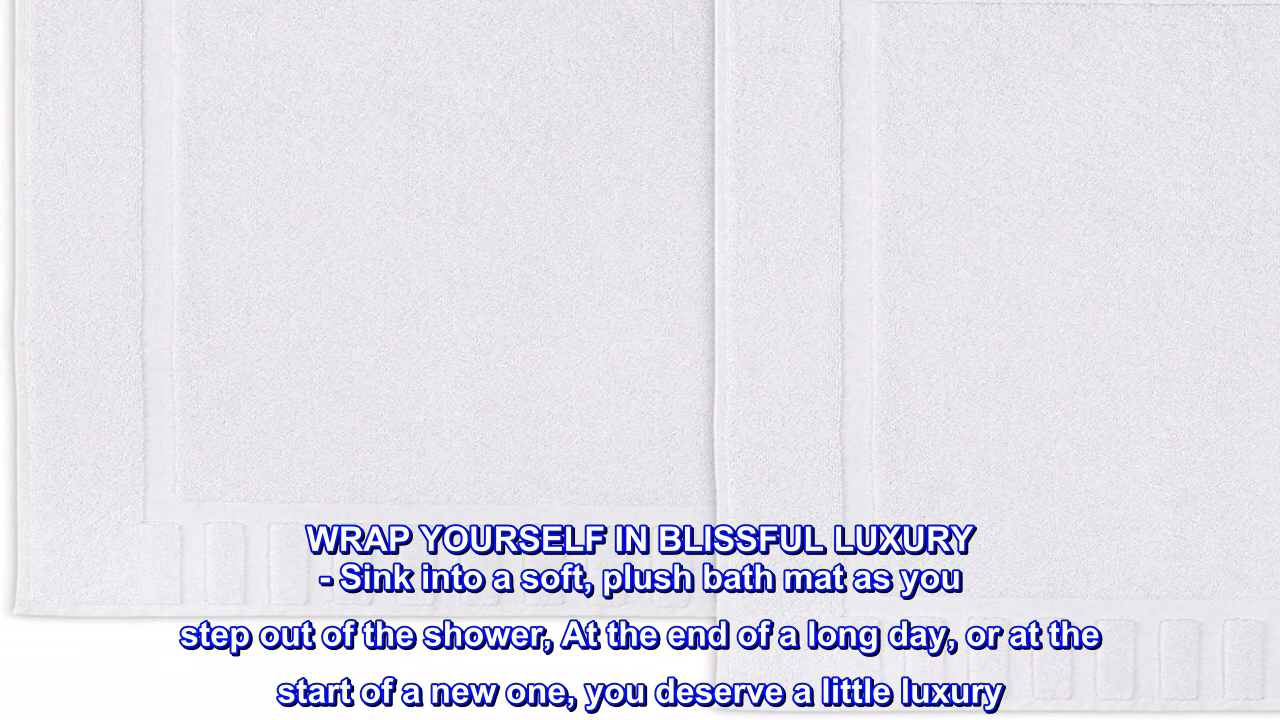 WRAP YOURSELF IN BLISSFUL LUXURY
- Sink into a soft, plush bath mat as you
step out of the shower, At the end of a long day, or at the
start of a new one, you deserve a little luxury